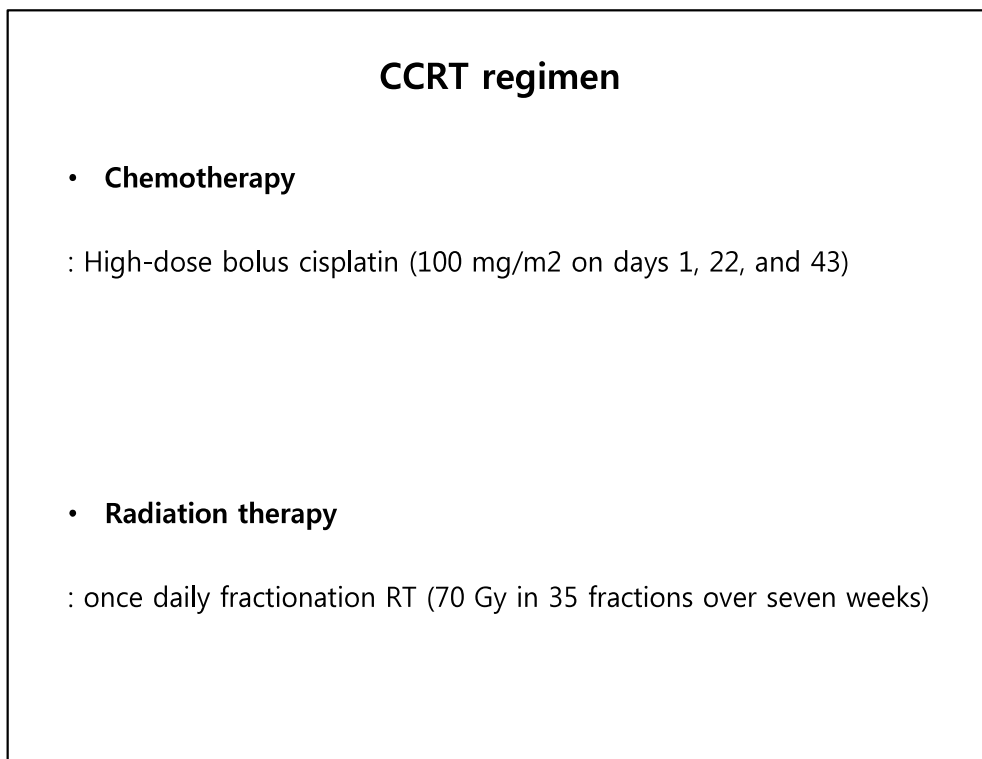 CCRT regimen
• Chemotherapy
: High-dose bolus cisplatin (100 mg/m2 on days 1, 22, and 43)
• Radiation therapy
: once daily fractionation RT (70 Gy in 35 fractions over seven weeks)